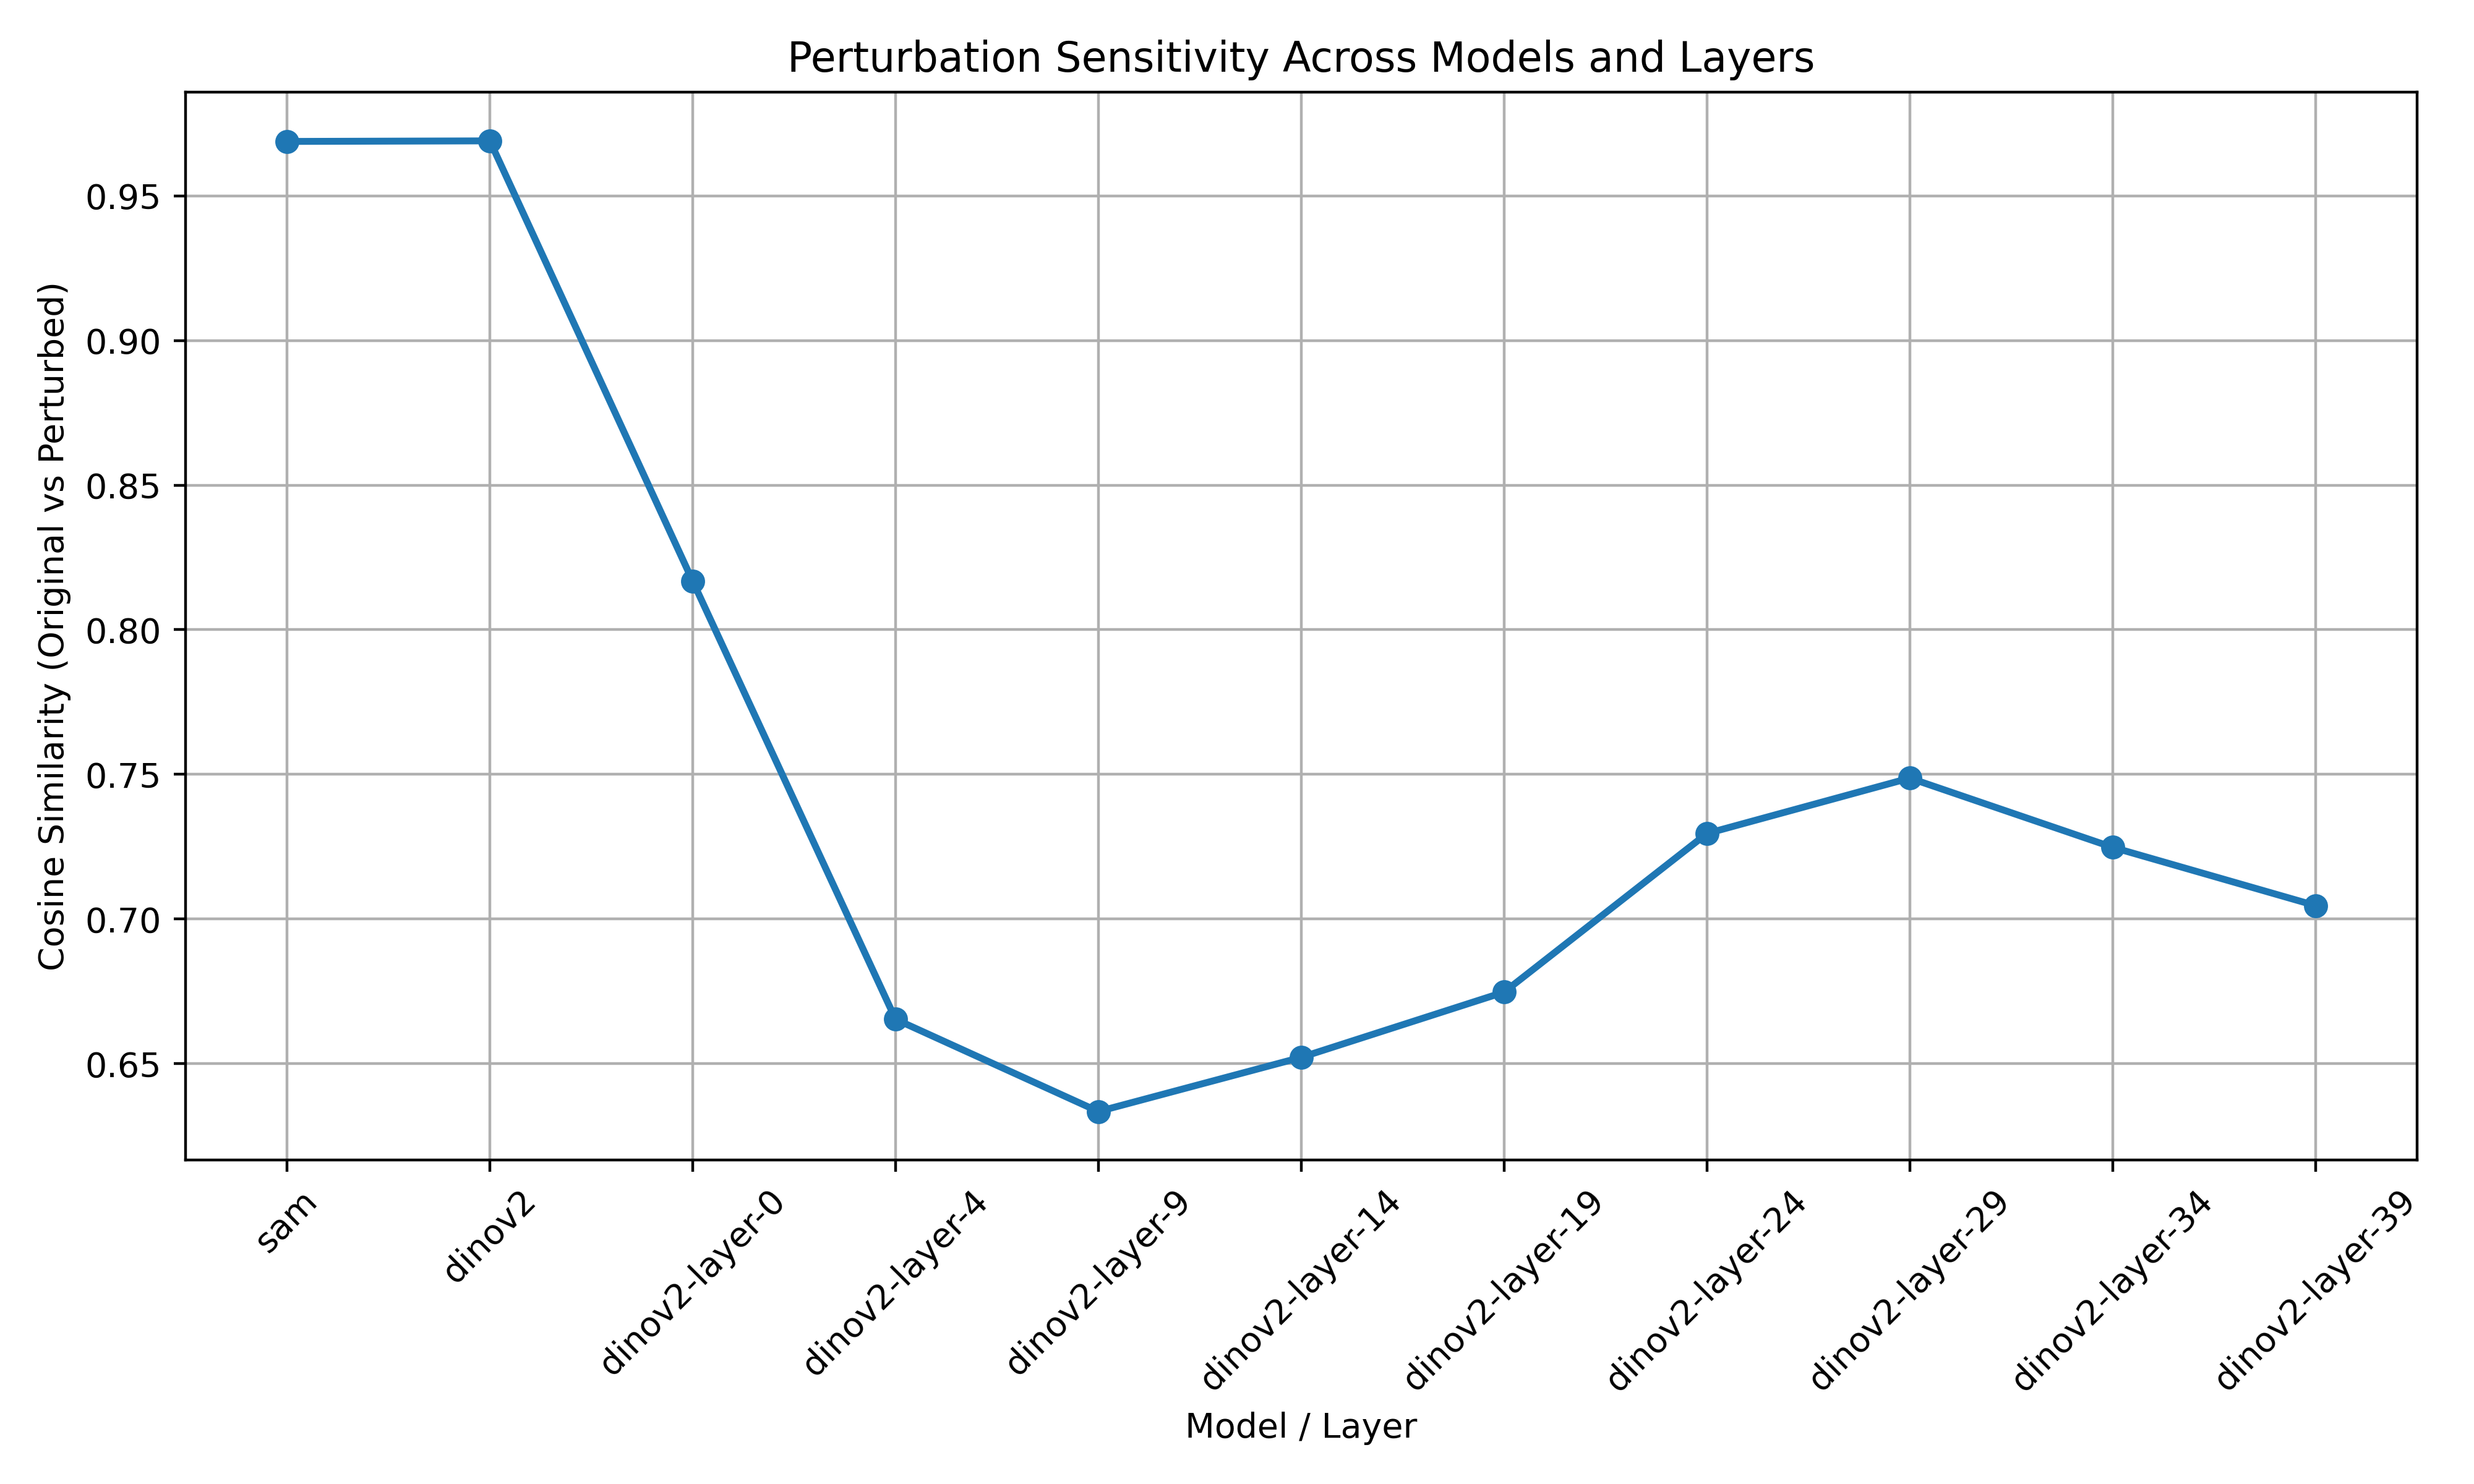 Perturbation Sensitivity Across Models and Layers
Cosine Similarity (Original vs Perturbed)
0.95
0.90
0.85
0.80
0.75
0.70
0.65
sam
dinov2
dinov2-layer-0
dinov2-layer-4
dinov2-layer-9
dinov2-layer-14
dinov2-layer-19
dinov2-layer-24
dinov2-layer-29
dinov2-layer-34
dinov2-layer-39
Model / Layer